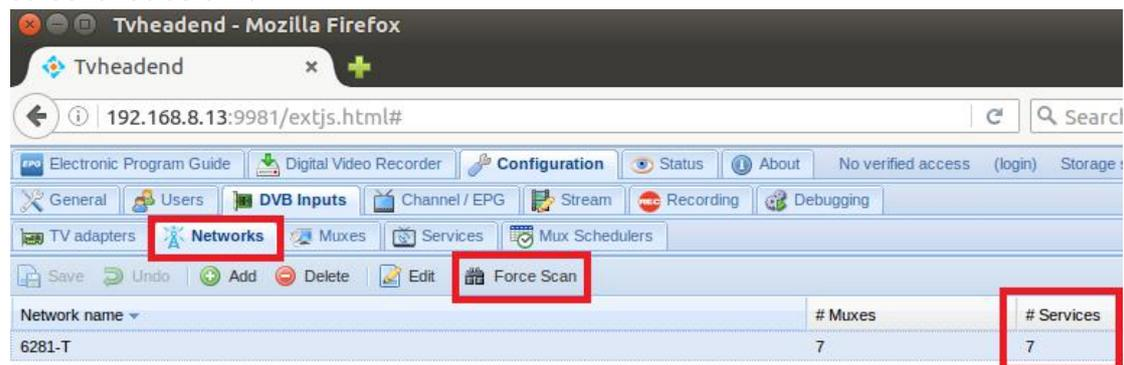 Tvheadend - Mozilla Firefox
Tvheadend
192.168.8.13:9981/extjs.html#
Electronic Program Guide Digital Video Recorder Configuration Status About No verified access (login) Storage
General Users DVB Inputs Channel / EPG Stream REC Recording Debugging
TV adapters Networks Muxes Services Mux Schedulers
Save Undo Add Delete Edit Force Scan
Network name # Muxes # Services
6281-T 7 7